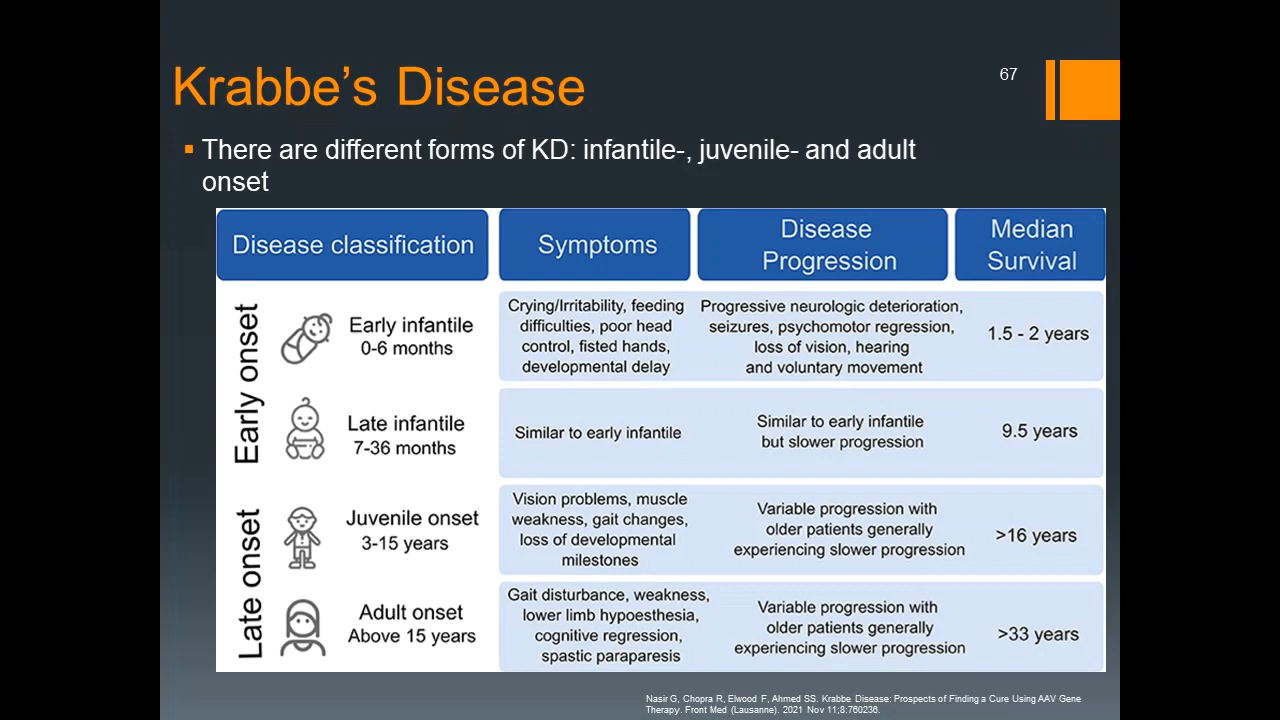 Krabbe’s Disease
67
There are different forms of KD: infantile-, juvenile- and adult
onset
Disease classification
Symptoms
Disease
Progression
Median
Survival
Early onset
Early infantile
0-6 months
Crying/Irritability, feeding
difficulties, poor head
control, fisted hands,
developmental delay
Progressive neurologic deterioration,
seizures, psychomotor regression,
loss of vision, hearing
and voluntary movement
1.5 - 2 years
Late infantile
7-36 months
Similar to early infantile
Similar to early infantile
but slower progression
9.5 years
Late onset
Juvenile onset
3-15 years
Vision problems, muscle
weakness, gait changes,
loss of developmental
milestones
Variable progression with
older patients generally
experiencing slower progression
>16 years
Adult onset
Above 15 years
Gait disturbance, weakness,
lower limb hypoesthesia,
cognitive regression,
spastic paraparesis
Variable progression with
older patients generally
experiencing slower progression
>33 years
Nasir G, Chopra R, Elwood F, Ahmed SS. Krabbe Disease: Prospects of Finding a Cure Using AAV Gene
Therapy. Front Med (Lausanne). 2021 Nov 11;8:760236.